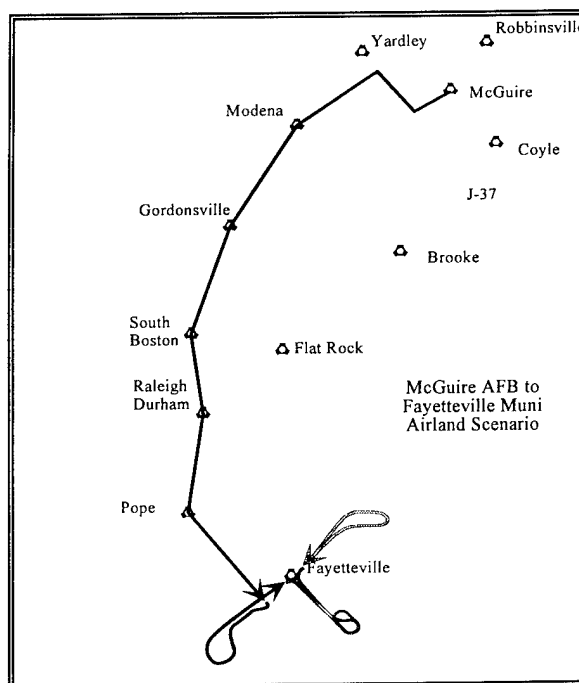 Robbinsville
Yardley
McGuire
Modena
Coyle
J-37
Gordonsville
Brooke
South
Boston
Flat Rock
Raleigh
Durham
McGuire AFB to
Fayetteville Muni
Airland Scenario
Pope
Fayetteville